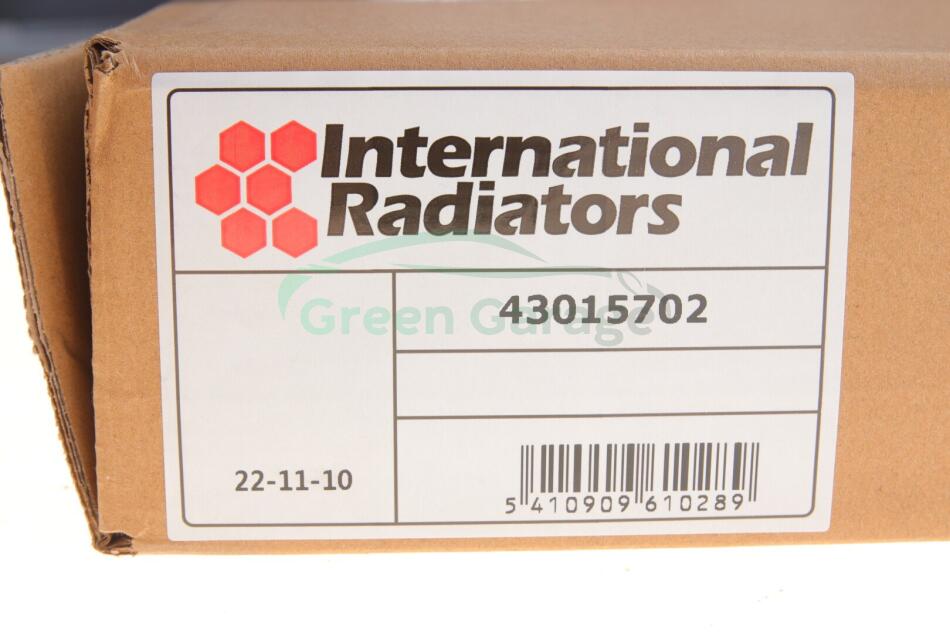 International
Radiators
Green Garage
43015702
22-11-10
5 410909 610289